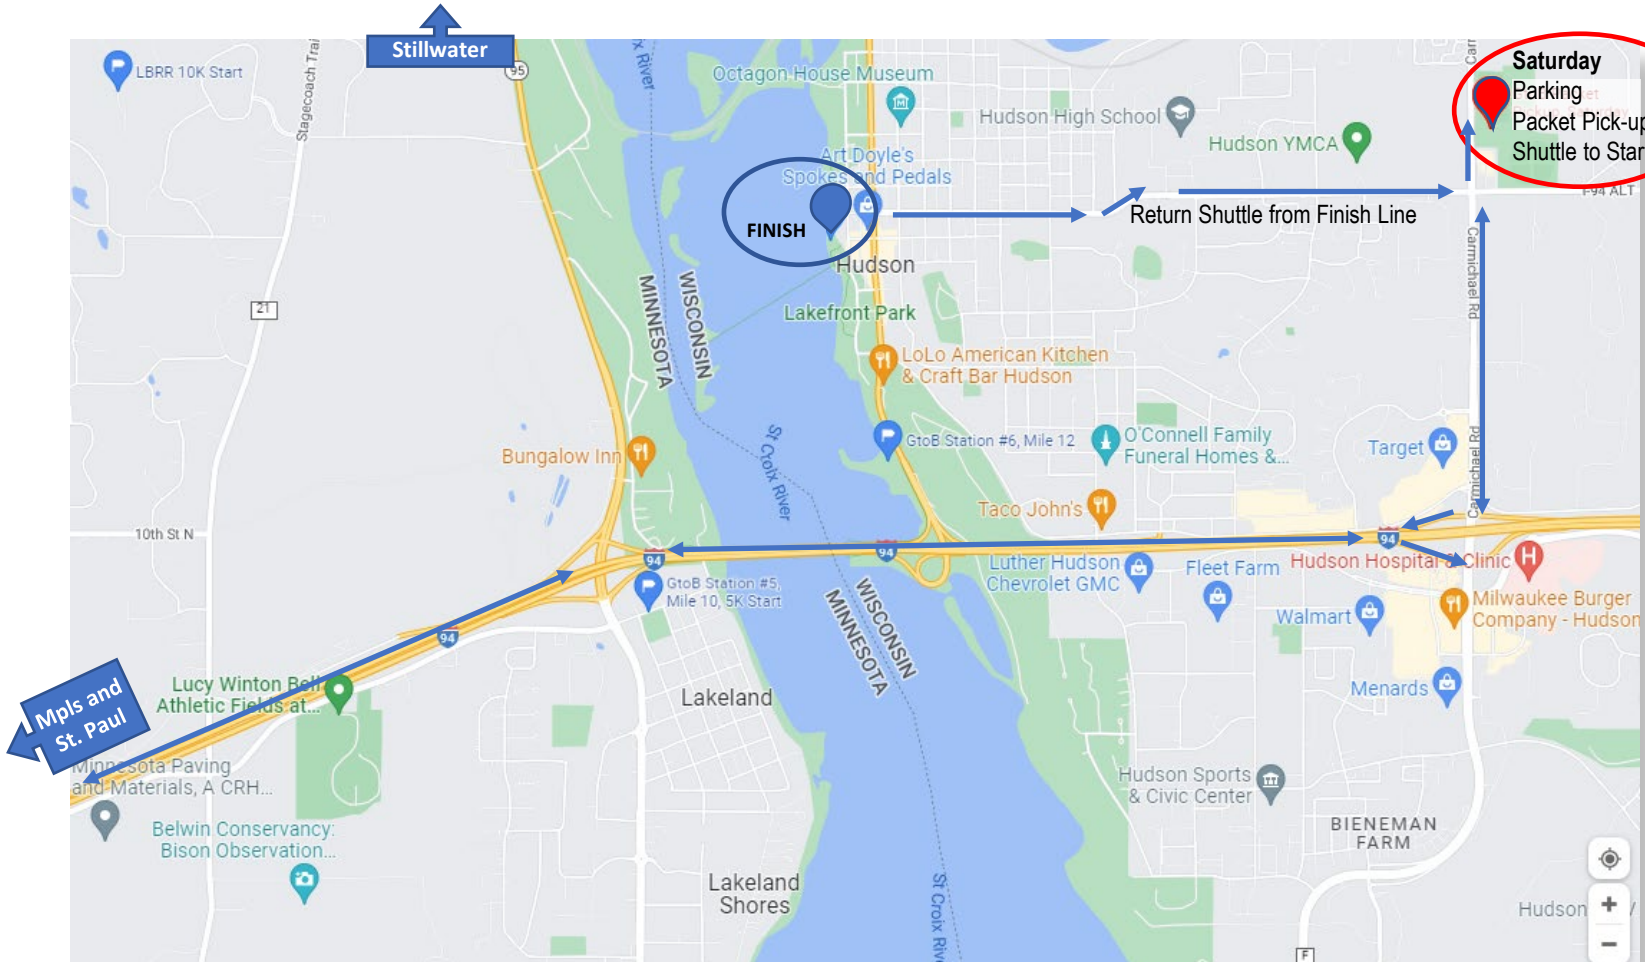 Stillwater
LBRR 10K Start
Stagecoach Trai
95
ix River
Octagon House Museum
Hudson High School
Hudson YMCA
Carr
Saturday
Parking
Packet Pick-up
Shuttle to Star
I-94 ALT
Art Doyle's
Spokes and Pedals
FINISH
Return Shuttle from Finish Line
Hudson
Lakefront Park
21
MINNESOTA
WISCONSIN
Carmichael Rd
LoLo American Kitchen
& Craft Bar Hudson
GtoB Station #6, Mile 12
O'Connell Family
Funeral Homes &...
Target
Carmichael Rd
Bungalow Inn
St Croix River
Taco John's
10th St N
94
94
94
Luther Hudson
Chevrolet GMC
Fleet Farm
Hudson Hospital & Clinic
GtoB Station #5,
Mile 10, 5K Start
WISCONSIN
MINNESOTA
Walmart
Milwaukee Burger
Company - Hudson
94
Mpls and
St. Paul
Lucy Winton Bell
Athletic Fields at...
Lakeland
Menards
Minnesota Paving
and Materials, A CRH...
Hudson Sports
& Civic Center
Belwin Conservancy:
Bison Observation...
BIENEMAN
FARM
Lakeland
Shores
St Croix Rive
Hudson
F